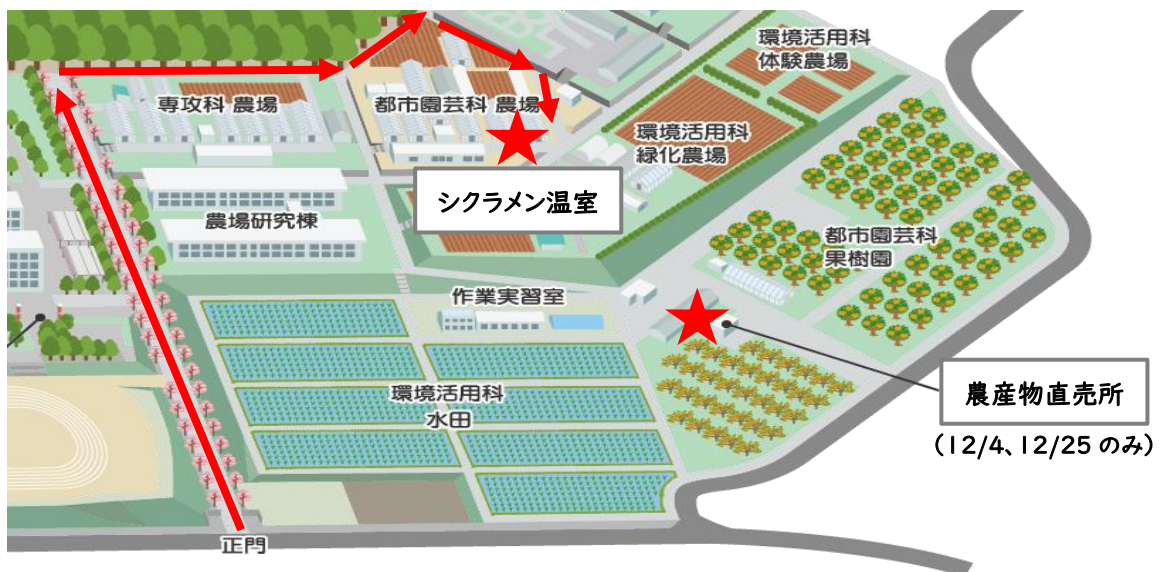 環境活用科
体験農場
専攻科 農場
都市園芸科 農場
環境活用科
緑化農場
シクラメン温室
農場研究棟
都市園芸科
果樹園
作業実習室
環境活用科
水田
農産物直売所
(12/4、12/25 のみ)
正門